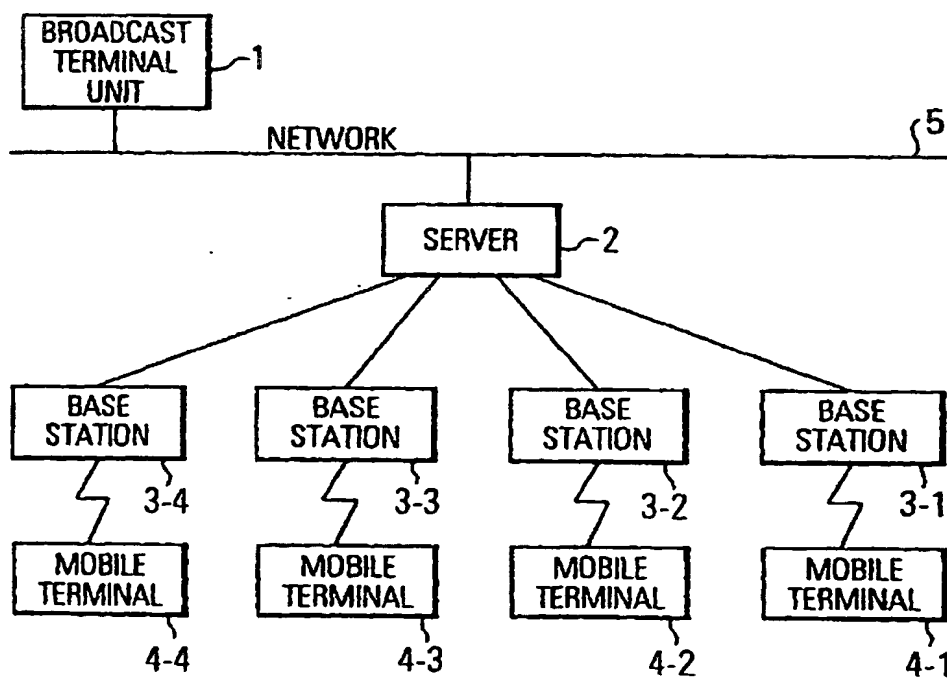 BROADCAST
TERMINAL
UNIT
1
NETWORK
5
SERVER
2
BASE
STATION
3-4
BASE
STATION
3-3
BASE
STATION
3-2
BASE
STATION
3-1
MOBILE
TERMINAL
4-4
MOBILE
TERMINAL
4-3
MOBILE
TERMINAL
4-2
MOBILE
TERMINAL
4-1